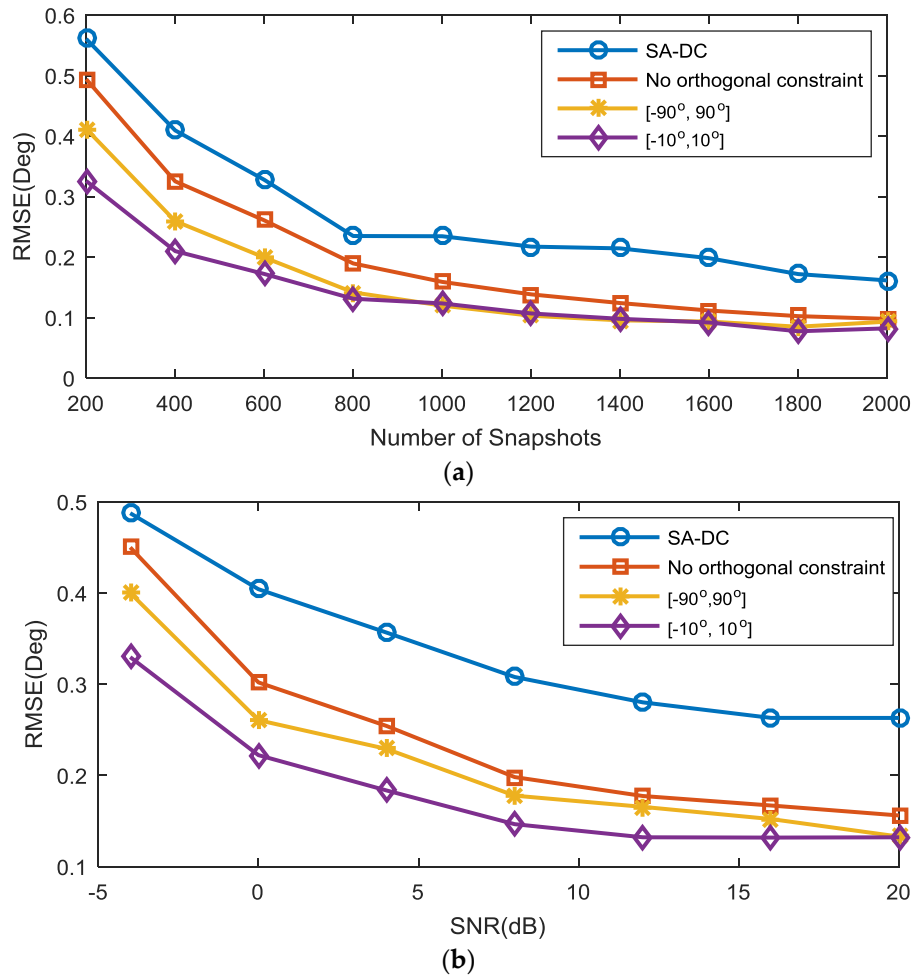 0.6
0.5
0.4
0.3
0.2
0.1
0
RMSE(Deg)
SA-DC
No orthogonal constraint
[-90°, 90°]
[-10°,10°]
200 400 600 800 1000 1200 1400 1600 1800 2000
Number of Snapshots
(a)
0.5
0.4
0.3
0.2
0.1
RMSE(Deg)
SA-DC
No orthogonal constraint
[-90°,90°]
[-10°, 10°]
-5 0 5 10 15 20
SNR(dB)
(b)